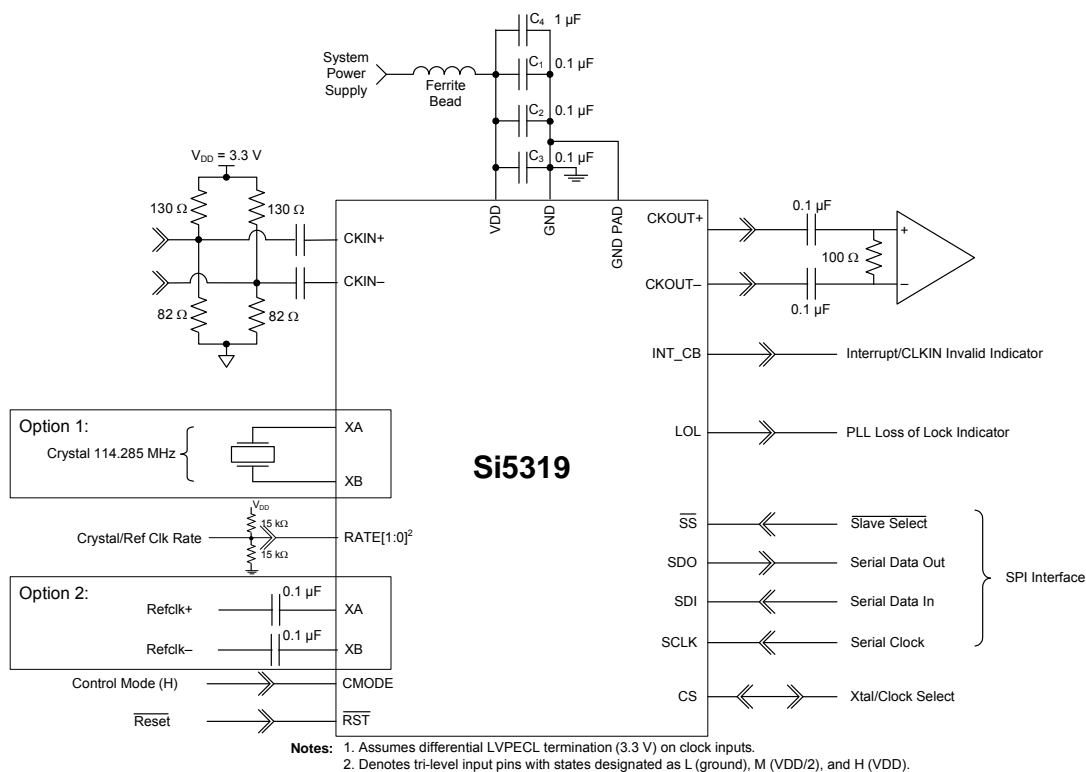 C4 1 µF
System
Power
Supply
Ferrite
Bead
C1 0.1 µF
C2 0.1 µF
C3 0.1 µF
VDD = 3.3 V
130 Ω
130 Ω
82 Ω
82 Ω
CKIN+
CKIN–
VDD
GND
GND PAD
CKOUT+
CKOUT–
0.1 µF
100 Ω
+
–
0.1 µF
INT_CB
Interrupt/CLKIN Invalid Indicator
LOL
PLL Loss of Lock Indicator
Option 1:
Crystal 114.285 MHz
XA
XB
Si5319
VDD
15 kΩ
15 kΩ
Crystal/Ref Clk Rate
RATE[1:0]2
Option 2:
Refclk+
0.1 µF
XA
Refclk–
0.1 µF
XB
Control Mode (H)
CMODE
Reset
RST
SS
Slave Select
SDO
Serial Data Out
SDI
Serial Data In
SCLK
Serial Clock
SPI Interface
CS
Xtal/Clock Select
Notes: 1. Assumes differential LVPECL termination (3.3 V) on clock inputs.
2. Denotes tri-level input pins with states designated as L (ground), M (VDD/2), and H (VDD).